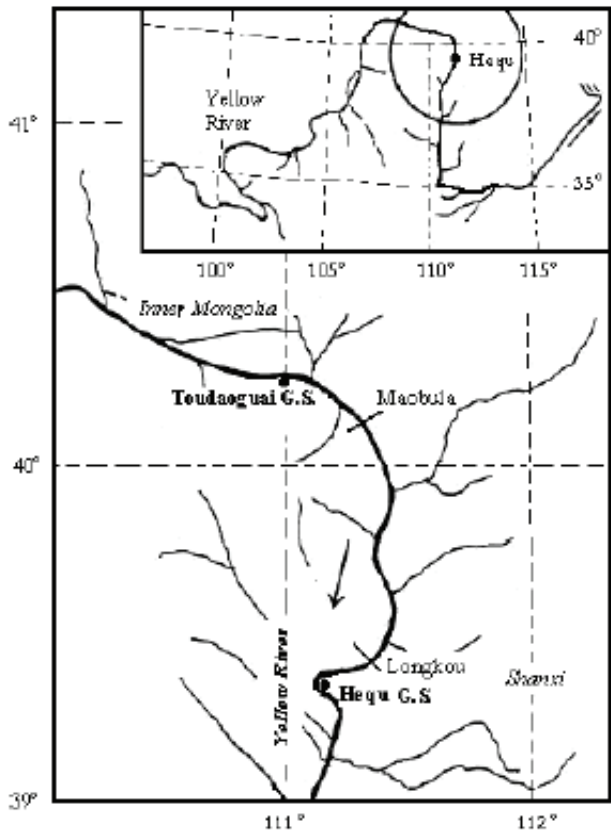 40°
Hequ
Yellow
River
41°
35°
100° 105° 110° 115°
Inner Mongolia
Toudaoguai G.S.
Maobula
40°
Yellow River
Longkou
Shanxi
Hequ G.S.
39°
111° 112°